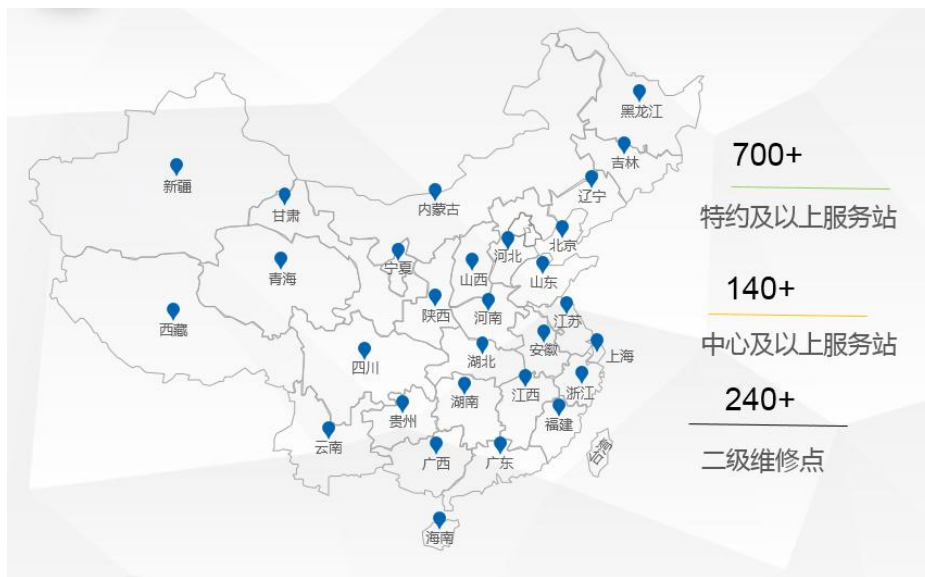 黑龙江
吉林
辽宁
新疆
甘肃
内蒙古
北京
河北
宁夏
青海
山西
山东
陕西
河南
江苏
西藏
安徽
上海
四川
湖北
江西
浙江
湖南
贵州
福建
云南
广西
广东
台湾
海南
700+
特约及以上服务站
140+
中心及以上服务站
240+
二级维修点